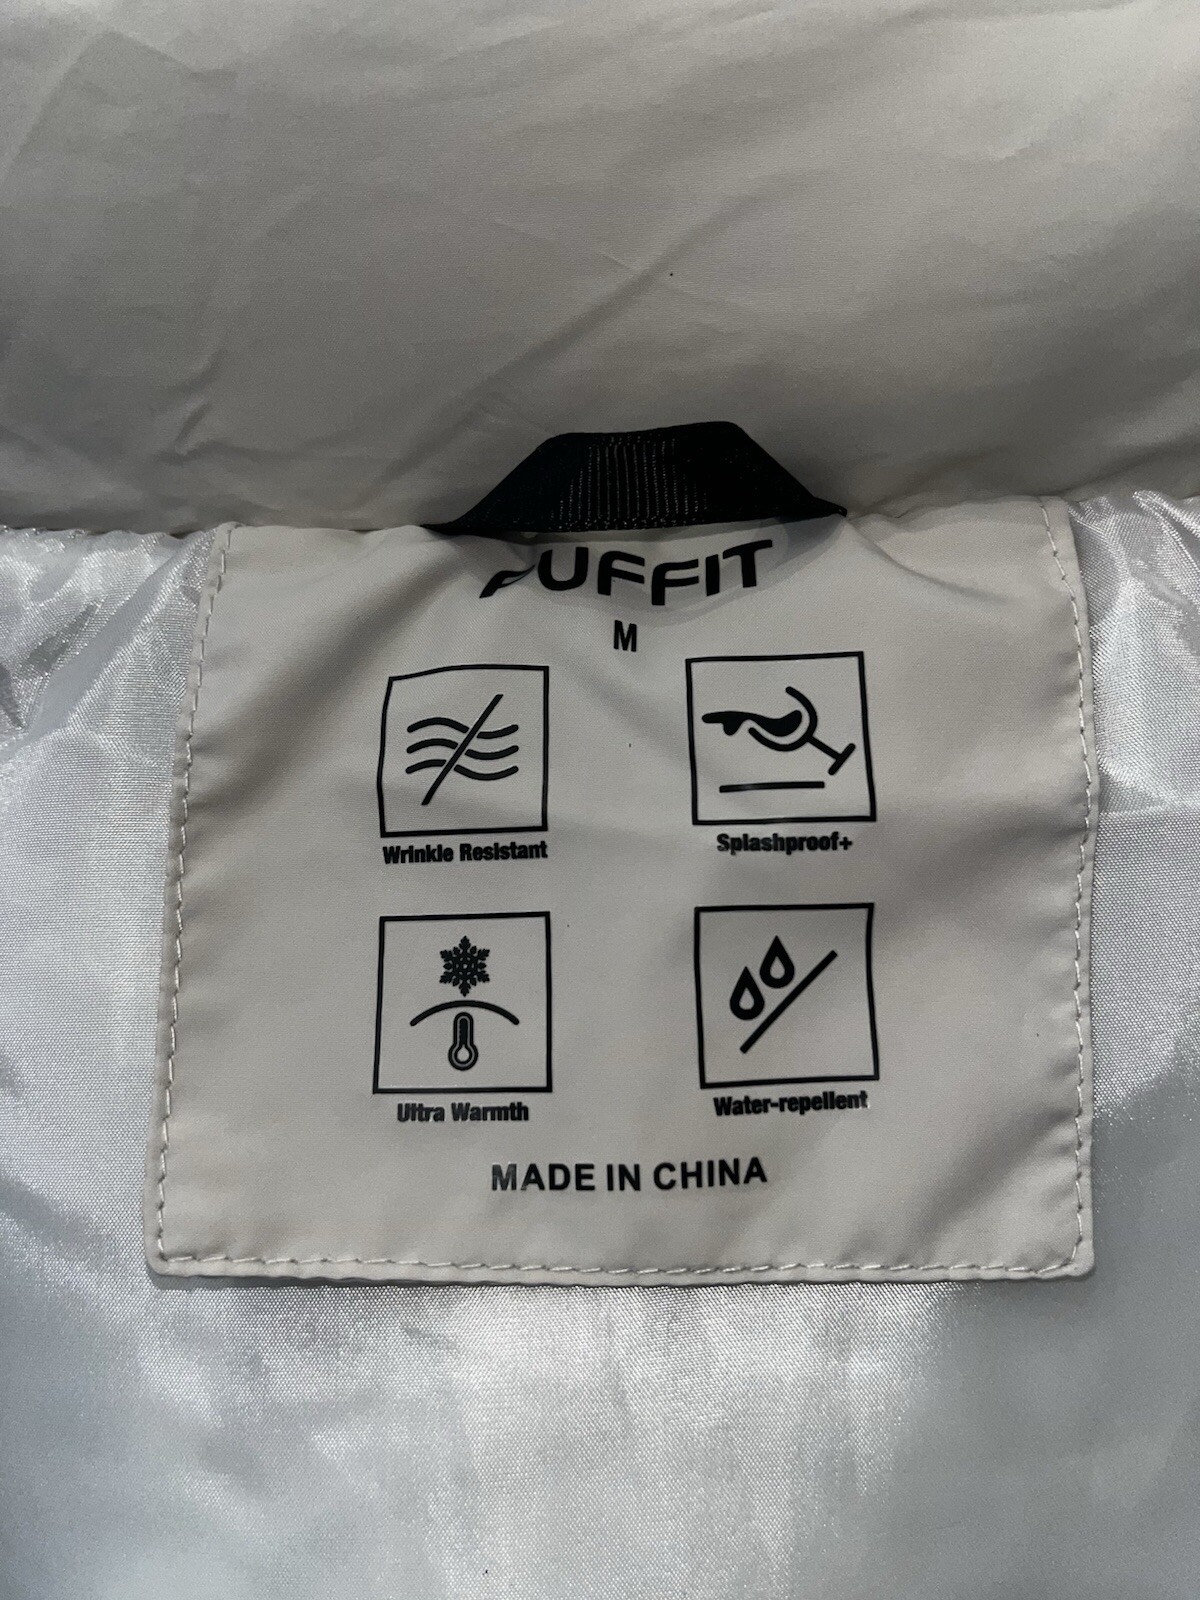 PUFFIT
M
Wrinkle Resistant
Splashproof+
Ultra Warmth
Water-repellent
MADE IN CHINA